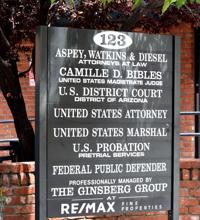 123
ASPEY, WATKINS & DIESEL
ATTORNEYS AT LAW
CAMILLE D. BIBLES
UNITED STATES MAGISTRATE JUDGE
U.S. DISTRICT COURT
DISTRICT OF ARIZONA
UNITED STATES ATTORNEY
UNITED STATES MARSHAL
U.S. PROBATION
PRETRIAL SERVICES
FEDERAL PUBLIC DEFENDER
PROFESSIONALLY MANAGED BY
THE GINSBERG GROUP
AT
RE/MAX FINE PROPERTIES